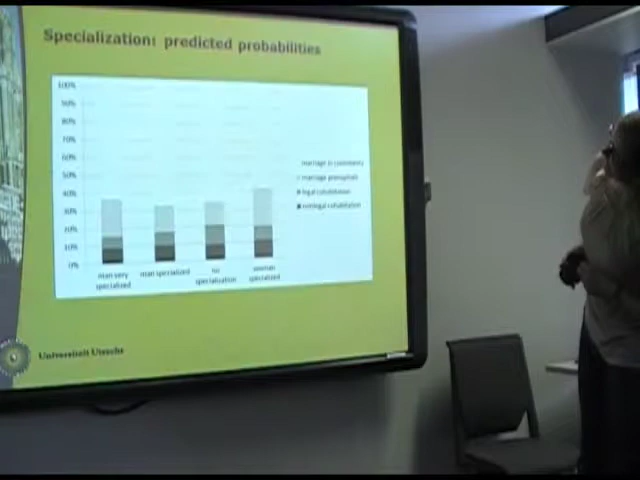 Specialization: predicted probabilities
100%
90%
80%
70%
60%
50%
40%
30%
20%
10%
0%
marriage in community
marriage prenuptials
legal cohabitation
nonlegal cohabitation
man very specialized
man specialized
no specialization
woman specialized
Universiteit Utrecht